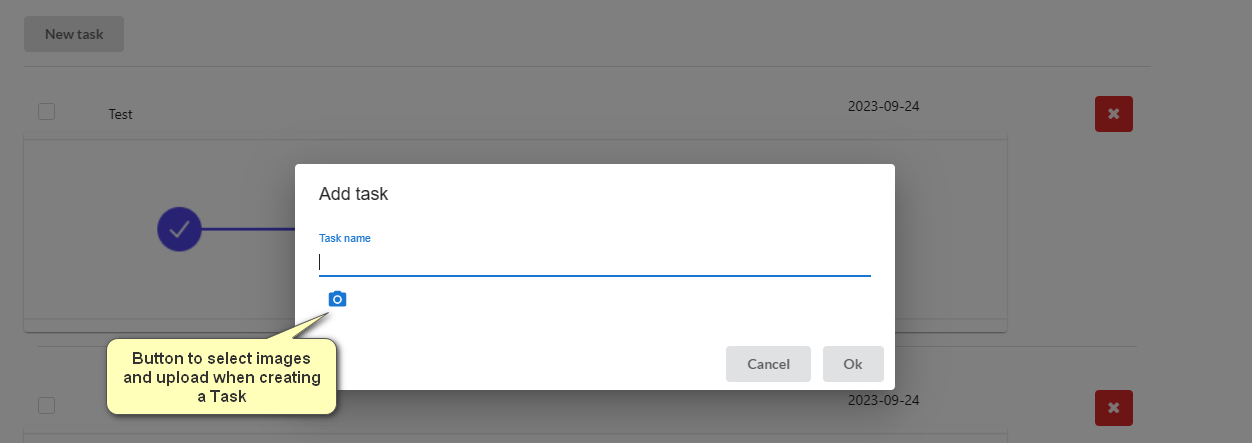 New task
Test
2023-09-24
Add task
Task name
Button to select images
and upload when creating
a Task
Cancel
Ok
2023-09-24